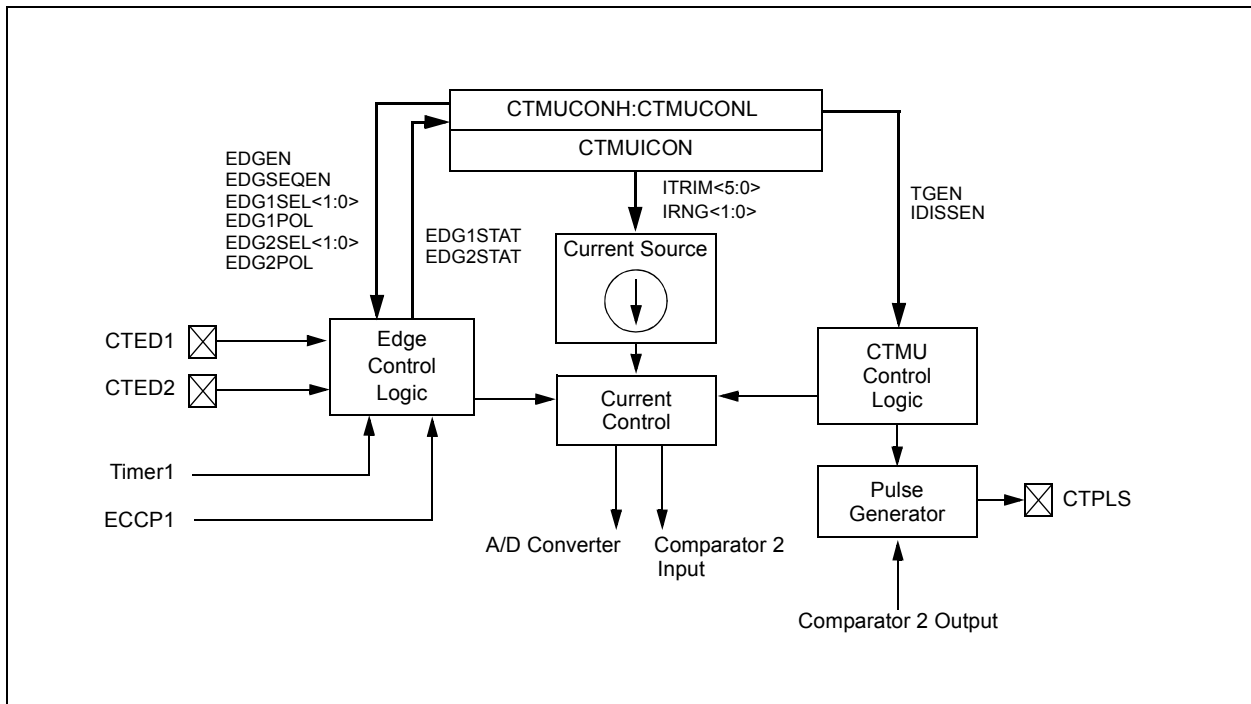 CTMUCONH:CTMUCONL
CTMUICON
EDGEN
EDGSEQEN
EDG1SEL<1:0>
EDG1POL
EDG2SEL<1:0>
EDG2POL
EDG1STAT
EDG2STAT
ITRIM<5:0>
IRNG<1:0>
TGEN
IDISSEN
Current Source
CTED1
CTED2
Edge
Control
Logic
Current
Control
CTMU
Control
Logic
Timer1
ECCP1
Pulse
Generator
CTPLS
A/D Converter
Comparator 2
Input
Comparator 2 Output